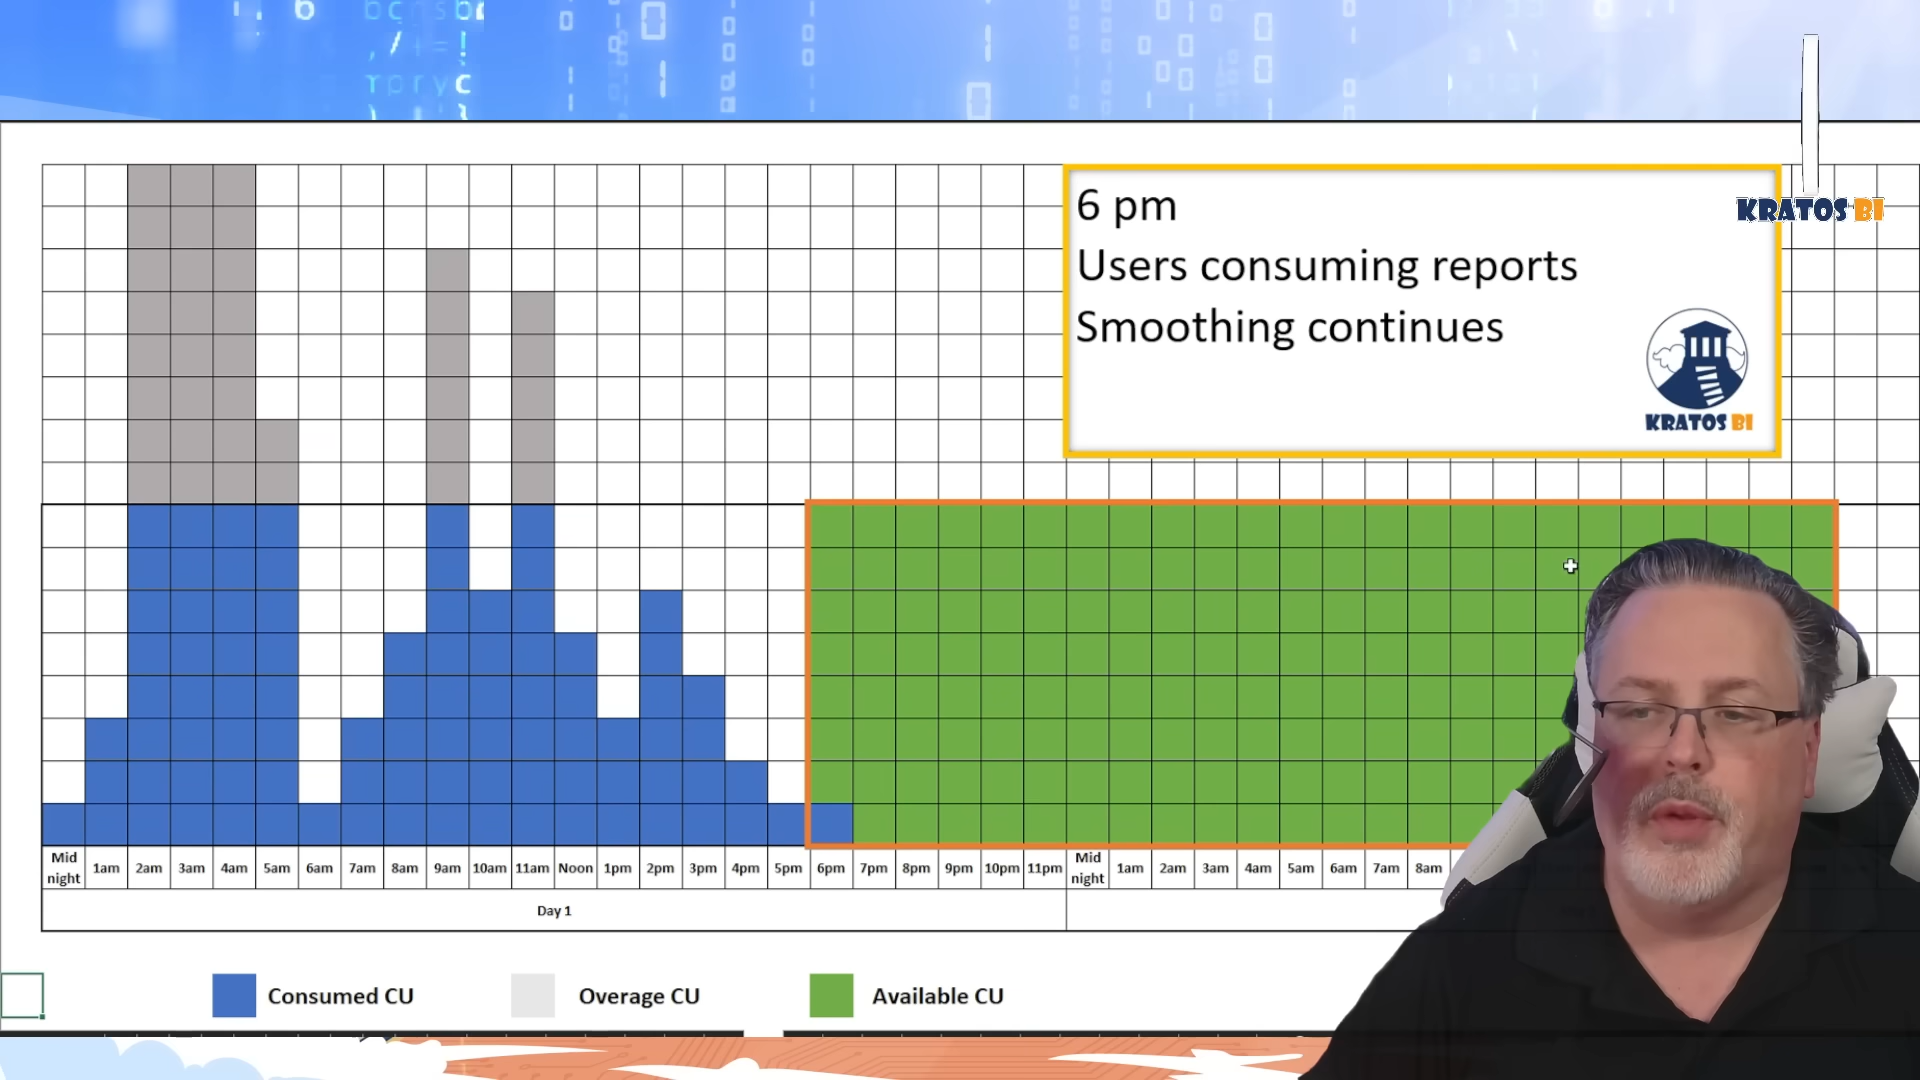 6 pm
Users consuming reports
Smoothing continues
KRATOS BI
KRATOS BI
Mid night 1am 2am 3am 4am 5am 6am 7am 8am 9am 10am 11am Noon 1pm 2pm 3pm 4pm 5pm 6pm 7pm 8pm 9pm 10pm 11pm Mid night 1am 2am 3am 4am 5am 6am 7am 8am
Day 1
Consumed CU
Overage CU
Available CU